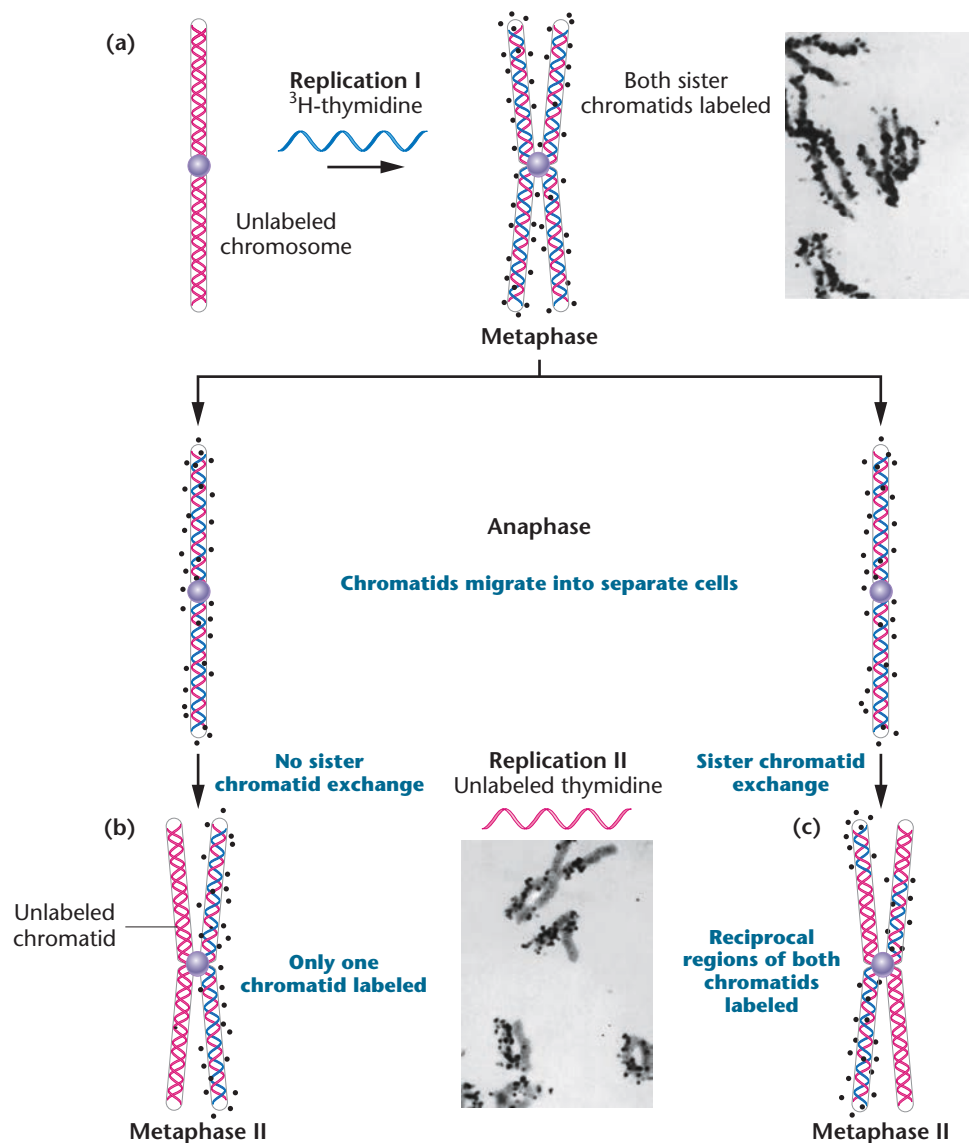 (a)
Replication I
³H-thymidine
Unlabeled
chromosome
Both sister
chromatids labeled
Metaphase
Anaphase
Chromatids migrate into separate cells
No sister
chromatid exchange
Replication II
Unlabeled thymidine
Sister chromatid
exchange
(b)
(c)
Unlabeled
chromatid
Only one
chromatid labeled
Reciprocal
regions of both
chromatids
labeled
Metaphase II
Metaphase II